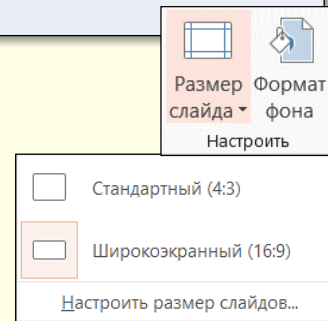 Размер Формат
слайда фона
Настроить
Стандартный (4:3)
Широкоэкранный (16:9)
Настроить размер слайдов...